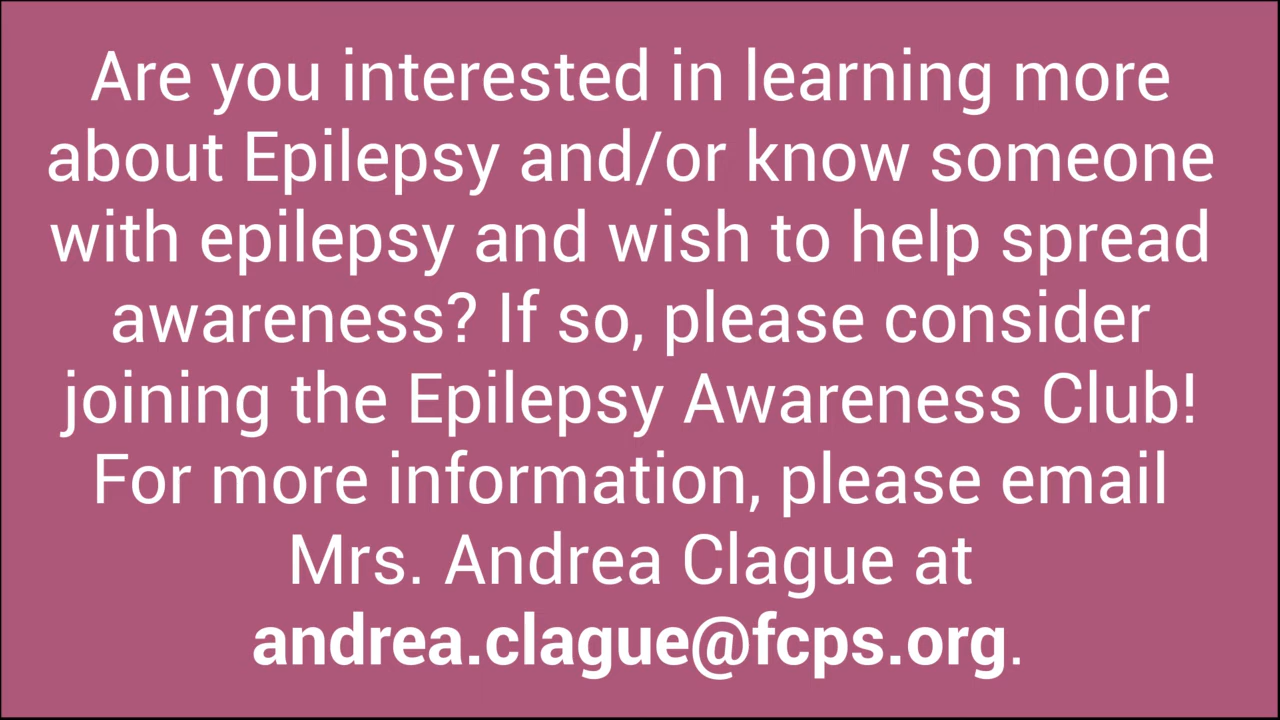 Are you interested in learning more
about Epilepsy and/or know someone
with epilepsy and wish to help spread
awareness? If so, please consider
joining the Epilepsy Awareness Club!
For more information, please email
Mrs. Andrea Clague at
andrea.clague@fcps.org.